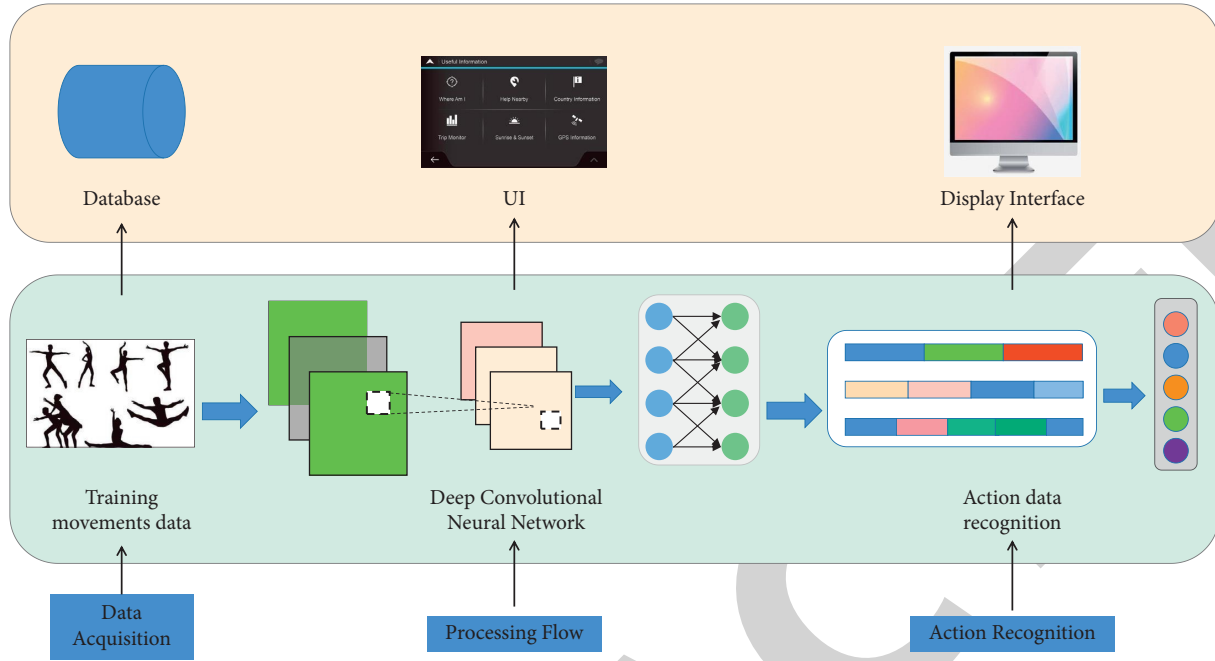 Useful Information
Where Am I
Help Nearby
Country Information
Trip Monitor
Sunrise & Sunset
GPS Information
Database
UI
Display Interface
Training
movements data
Deep Convolutional
Neural Network
Action data
recognition
Data
Acquisition
Processing Flow
Action Recognition